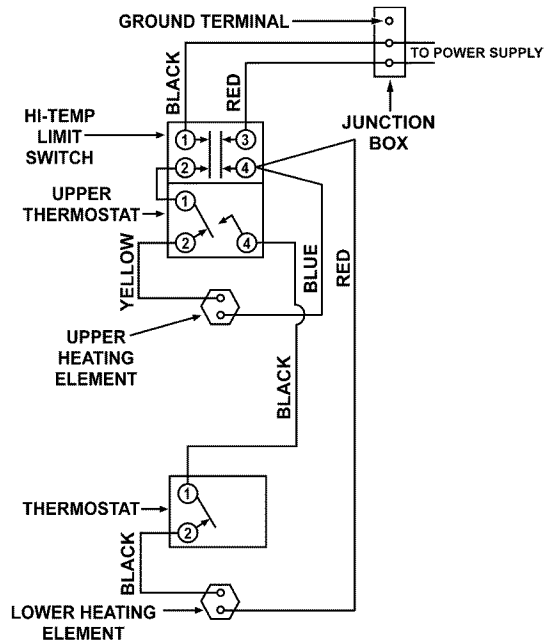 GROUND TERMINAL
TO POWER SUPPLY
BLACK
RED
JUNCTION
BOX
HI-TEMP
LIMIT
SWITCH
1
3
2
4
UPPER
THERMOSTAT
1
2
4
YELLOW
BLUE
RED
UPPER
HEATING
ELEMENT
BLACK
THERMOSTAT
1
2
BLACK
LOWER HEATING
ELEMENT